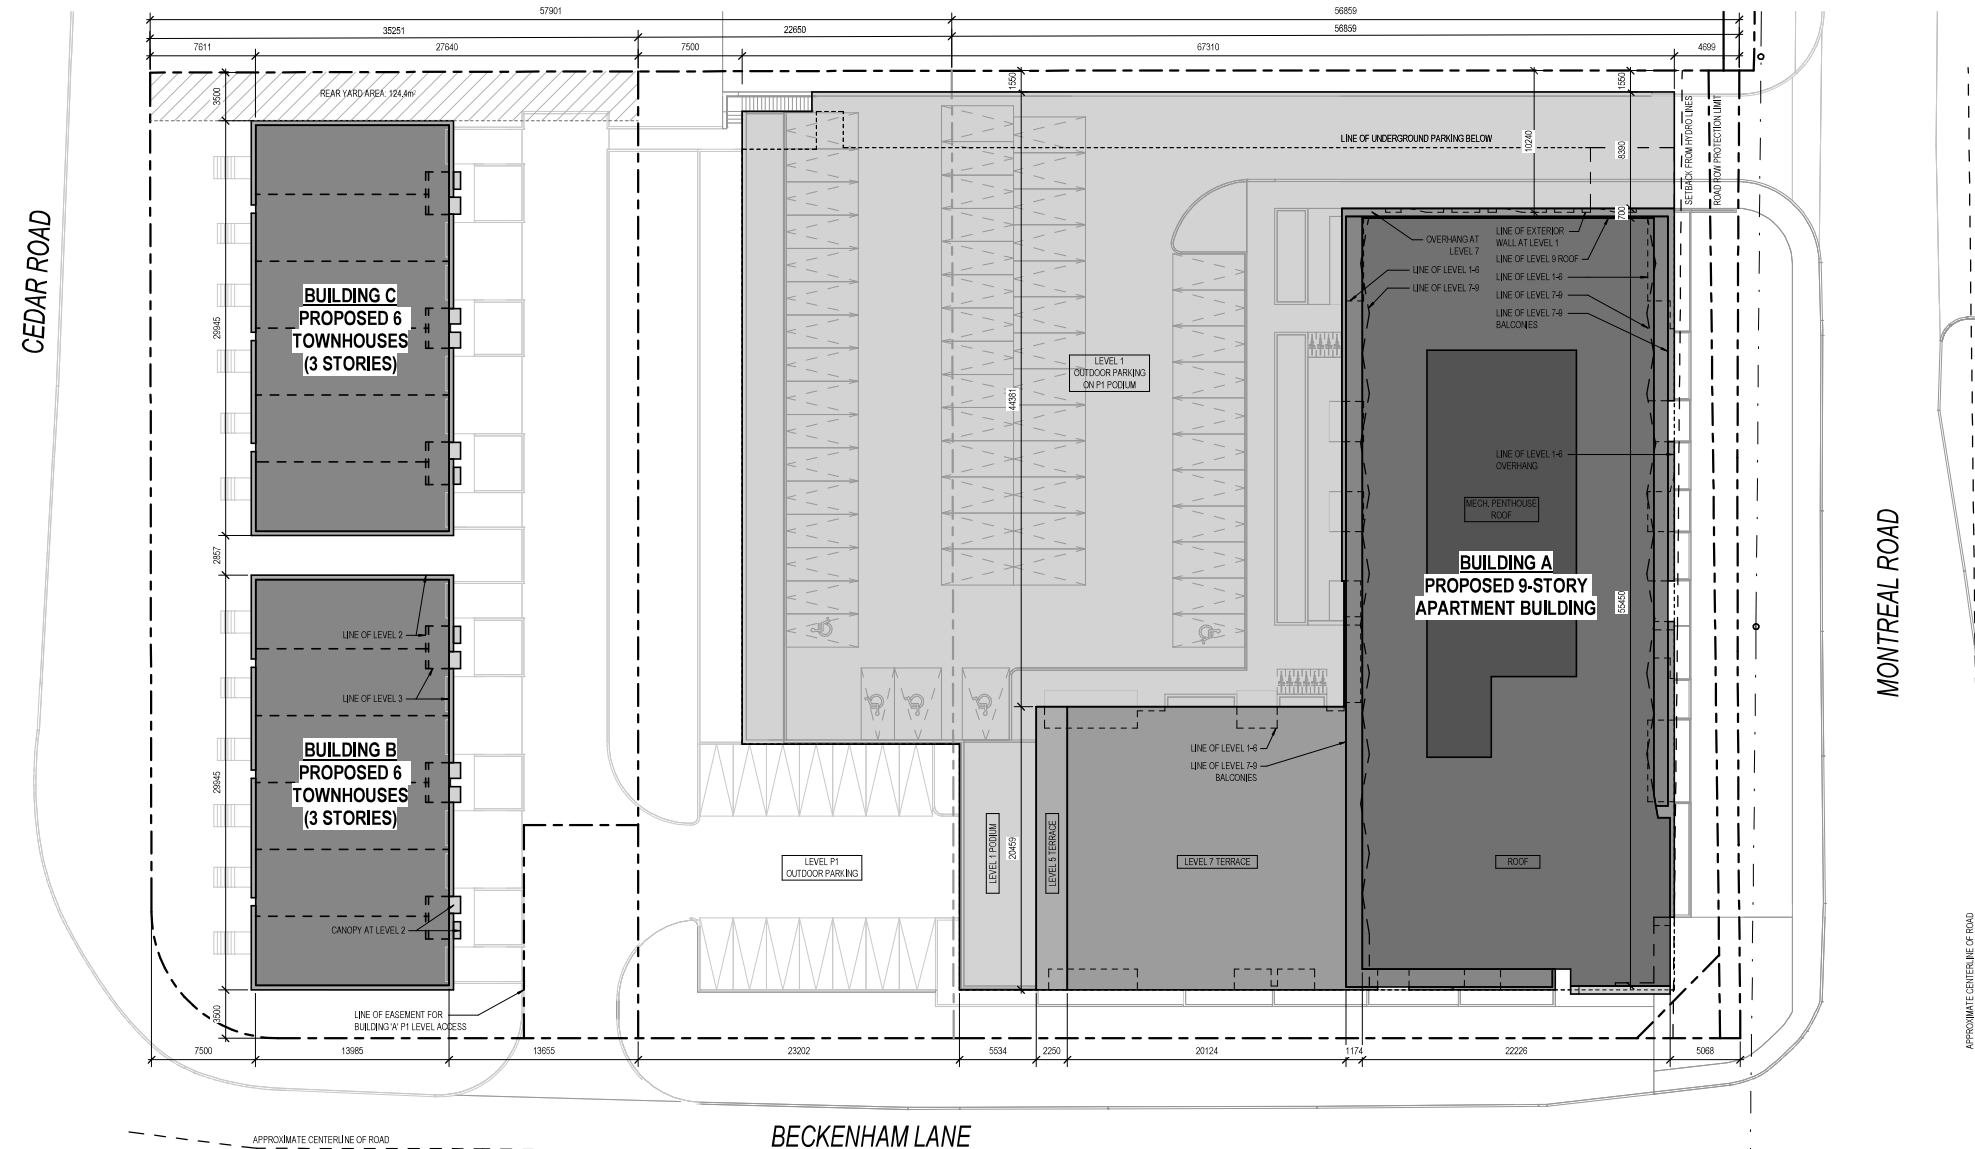 57901
56859
35251
22650
56859
7611
27640
7500
67310
4699
3500
REAR YARD AREA: 124.4m²
1550
1550
LINE OF UNDERGROUND PARKING BELOW
10240
8390
SETBACK FROM HYDRO LINES
ROAD ROW PROTECTION LIMIT
700
CEDAR ROAD
OVERHANG AT
LEVEL 7
LINE OF EXTERIOR
WALL AT LEVEL 1
LINE OF LEVEL 9 ROOF
LINE OF LEVEL 1-6
LINE OF LEVEL 7-9
LINE OF LEVEL 1-6
LINE OF LEVEL 7-9
LINE OF LEVEL 7-9
BALCONIES
29945
BUILDING C
PROPOSED 6
TOWNHOUSES
(3 STORIES)
LEVEL 1
OUTDOOR PARKING
ON P1 PODIUM
44381
LINE OF LEVEL 1-6
OVERHANG
MECH. PENTHOUSE
ROOF
2857
BUILDING A
PROPOSED 9-STORY
APARTMENT BUILDING
55450
MONTREAL ROAD
LINE OF LEVEL 2
LINE OF LEVEL 3
29945
BUILDING B
PROPOSED 6
TOWNHOUSES
(3 STORIES)
LINE OF LEVEL 1-6
LINE OF LEVEL 7-9
BALCONIES
LEVEL P1
OUTDOOR PARKING
LEVEL 1 PODIUM
20459
LEVEL 5 TERRACE
LEVEL 7 TERRACE
ROOF
CANOPY AT LEVEL 2
3500
LINE OF EASEMENT FOR
BUILDING 'A' P1 LEVEL ACCESS
APPROXIMATE CENTERLINE OF ROAD
7500
13985
13655
23202
5534
2250
20124
1174
22226
5068
APPROXIMATE CENTERLINE OF ROAD
BECKENHAM LANE